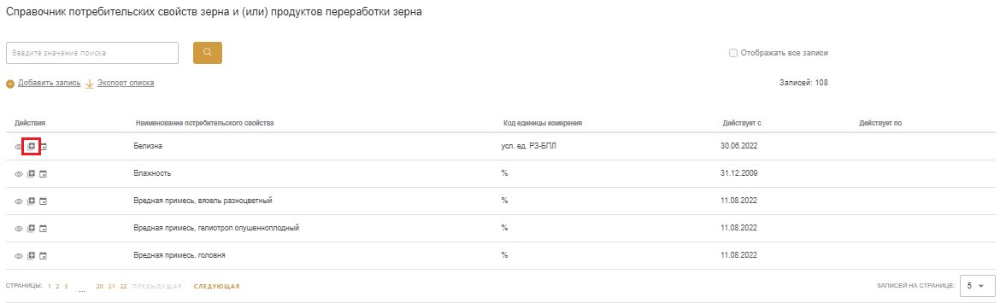 Справочник потребительских свойств зерна и (или) продуктов переработки зерна
Введите значение поиска
Отображать все записи
Добавить запись Экспорт списка Записей: 108
Действия Наименование потребительского свойства Код единицы измерения Действует с Действует по
Белизна усл. ед. РЗ-БПЛ 30.06.2022
Влажность % 31.12.2009
Вредная примесь, вязель разноцветный % 11.08.2022
Вредная примесь, гелиотроп опушенноплодный % 11.08.2022
Вредная примесь, головня % 11.08.2022
СТРАНИЦЫ: 1 2 3 ... 20 21 22 ПРЕДЫДУЩАЯ СЛЕДУЮЩАЯ ЗАПИСЕЙ НА СТРАНИЦЕ: 5